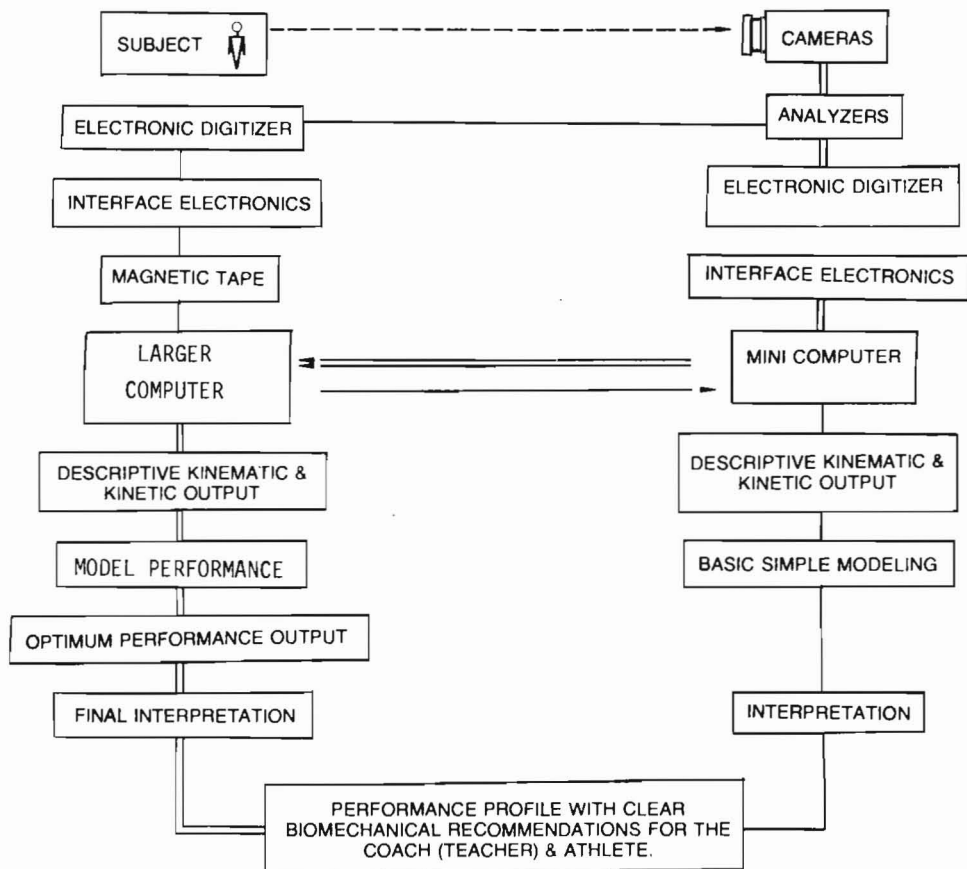 SUBJECT
CAMERAS
ANALYZERS
ELECTRONIC DIGITIZER
ELECTRONIC DIGITIZER
INTERFACE ELECTRONICS
INTERFACE ELECTRONICS
MAGNETIC TAPE
LARGER
COMPUTER
MINI COMPUTER
DESCRIPTIVE KINEMATIC &
KINETIC OUTPUT
DESCRIPTIVE KINEMATIC &
KINETIC OUTPUT
MODEL PERFORMANCE
BASIC SIMPLE MODELING
OPTIMUM PERFORMANCE OUTPUT
FINAL INTERPRETATION
INTERPRETATION
PERFORMANCE PROFILE WITH CLEAR
BIOMECHANICAL RECOMMENDATIONS FOR THE
COACH (TEACHER) & ATHLETE.